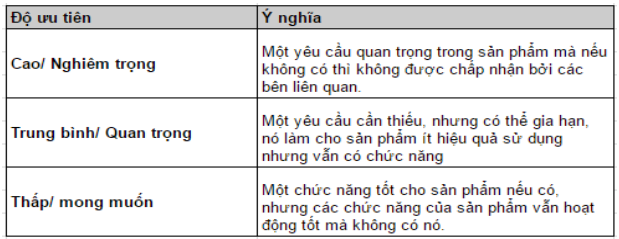 Độ ưu tiên
Ý nghĩa
Cao/ Nghiêm trọng
Một yêu cầu quan trọng trong sản phẩm mà nếu
không có thì không được chấp nhận bởi các
bên liên quan.
Trung bình/ Quan trọng
Một yêu cầu cần thiếu, nhưng có thể gia hạn,
nó làm cho sản phẩm ít hiệu quả sử dụng
nhưng vẫn có chức năng
Thấp/ mong muốn
Một chức năng tốt cho sản phẩm nếu có,
nhưng các chức năng của sản phẩm vẫn hoạt
động tốt mà không có nó.